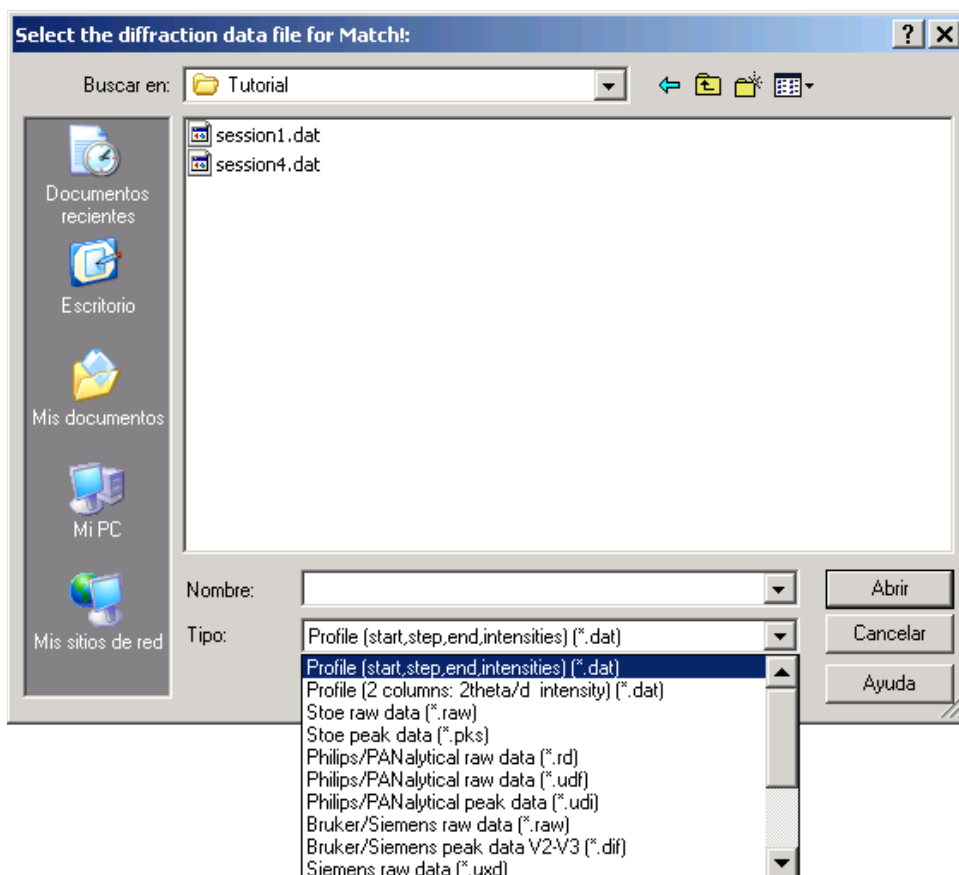 Select the diffraction data file for Match!:
Buscar en:
Tutorial
session1.dat
session4.dat
Documentos
recientes
Escritorio
Mis documentos
Mi PC
Mis sitios de red
Nombre:
Abrir
Tipo:
Profile (start,step,end,intensities) (*.dat)
Cancelar
Profile (start,step,end,intensities) (*.dat)
Profile (2 columns: 2theta/d intensity) (*.dat)
Ayuda
Stoe raw data (*.raw)
Stoe peak data (*.pks)
Philips/PANalytical raw data (*.rd)
Philips/PANalytical raw data (*.udf)
Philips/PANalytical peak data (*.udi)
Bruker/Siemens raw data (*.raw)
Bruker/Siemens peak data V2-V3 (*.dif)
Siemens raw data (*.uxd)